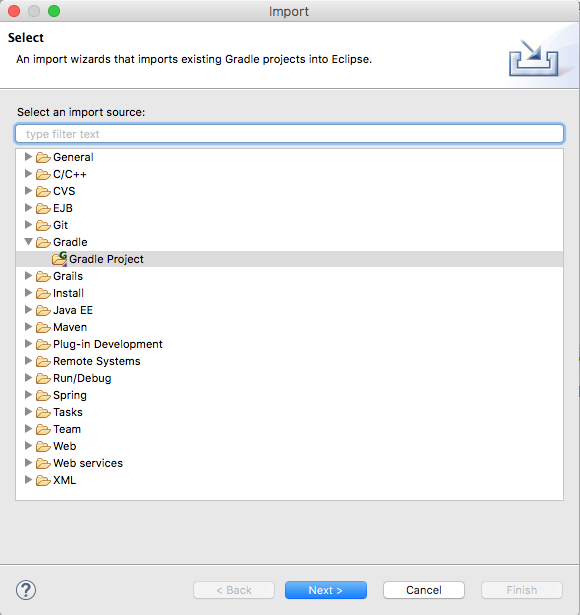 Import
Select
An import wizards that imports existing Gradle projects into Eclipse.
Select an import source:
type filter text
General
C/C++
CVS
EJB
Git
Gradle
Gradle Project
Grails
Install
Java EE
Maven
Plug-in Development
Remote Systems
Run/Debug
Spring
Tasks
Team
Web
Web services
XML
? < Back Next > Cancel Finish